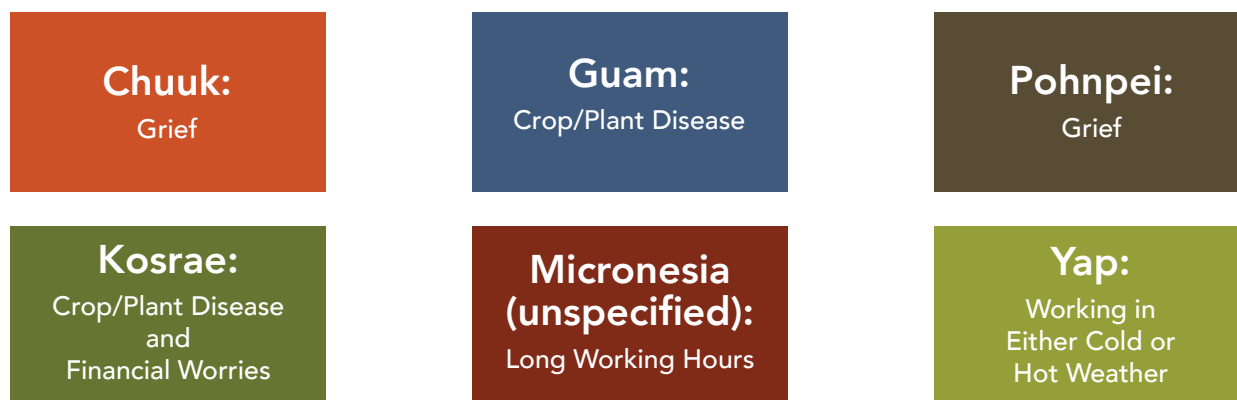 Chuuk:
Grief
Guam:
Crop/Plant Disease
Pohnpei:
Grief
Kosrae:
Crop/Plant Disease
and
Financial Worries
Micronesia
(unspecified):
Long Working Hours
Yap:
Working in
Either Cold or
Hot Weather